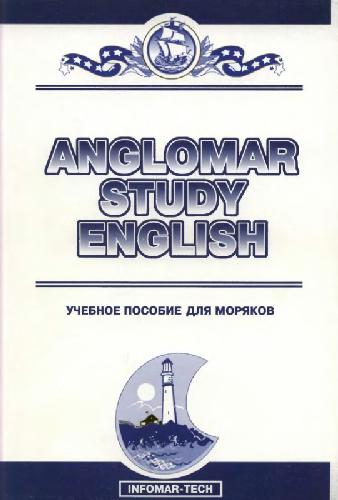 ANGLOMAR
STUDY
ENGLISH
УЧЕБНОЕ ПОСОБИЕ ДЛЯ МОРЯКОВ
INFOMAR-TECH